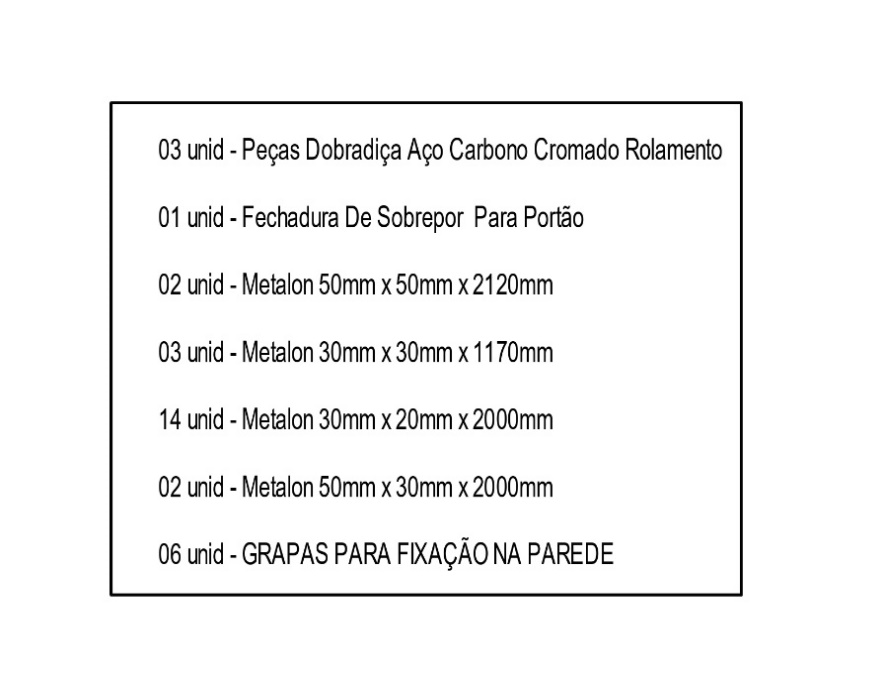 03 unid - Peças Dobradiça Aço Carbono Cromado Rolamento
01 unid - Fechadura De Sobrepor Para Portão
02 unid - Metalon 50mm x 50mm x 2120mm
03 unid - Metalon 30mm x 30mm x 1170mm
14 unid - Metalon 30mm x 20mm x 2000mm
02 unid - Metalon 50mm x 30mm x 2000mm
06 unid - GRAPAS PARA FIXAÇÃO NA PAREDE